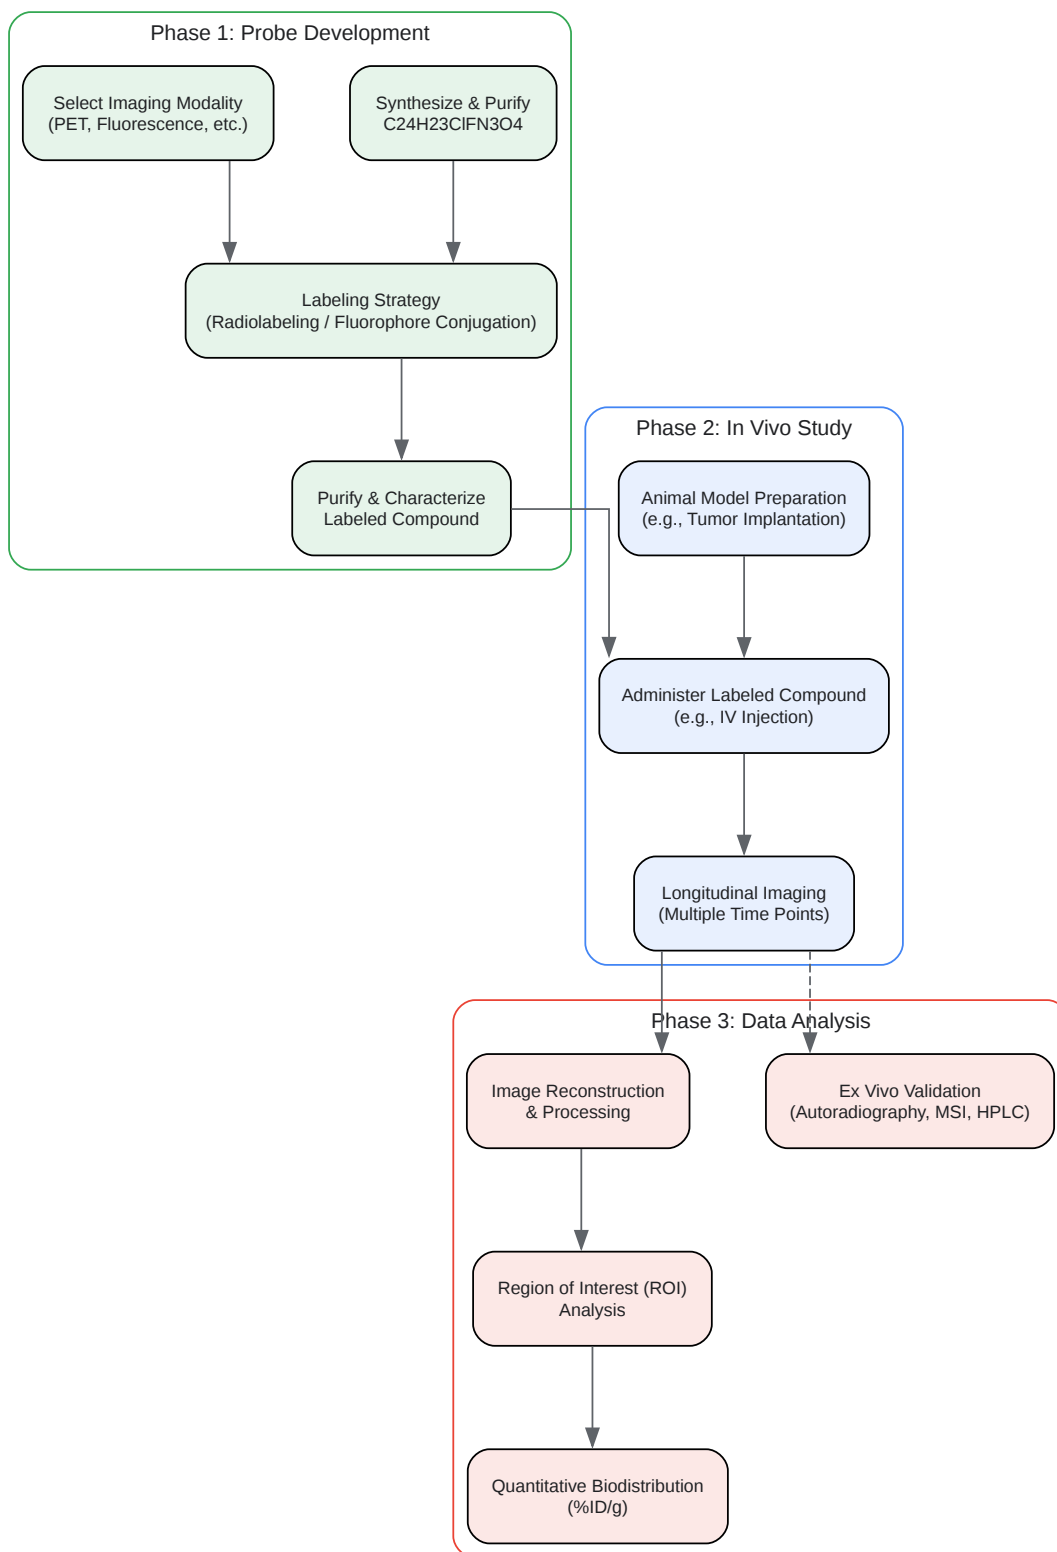 Phase 1: Probe Development
Select Imaging Modality
(PET, Fluorescence, etc.)
Synthesize & Purify
C24H23ClFN3O4
Labeling Strategy
(Radiolabeling / Fluorophore Conjugation)
Purify & Characterize
Labeled Compound
Phase 2: In Vivo Study
Animal Model Preparation
(e.g., Tumor Implantation)
Administer Labeled Compound
(e.g., IV Injection)
Longitudinal Imaging
(Multiple Time Points)
Phase 3: Data Analysis
Image Reconstruction
& Processing
Ex Vivo Validation
(Autoradiography, MSI, HPLC)
Region of Interest (ROI)
Analysis
Quantitative Biodistribution
(%ID/g)